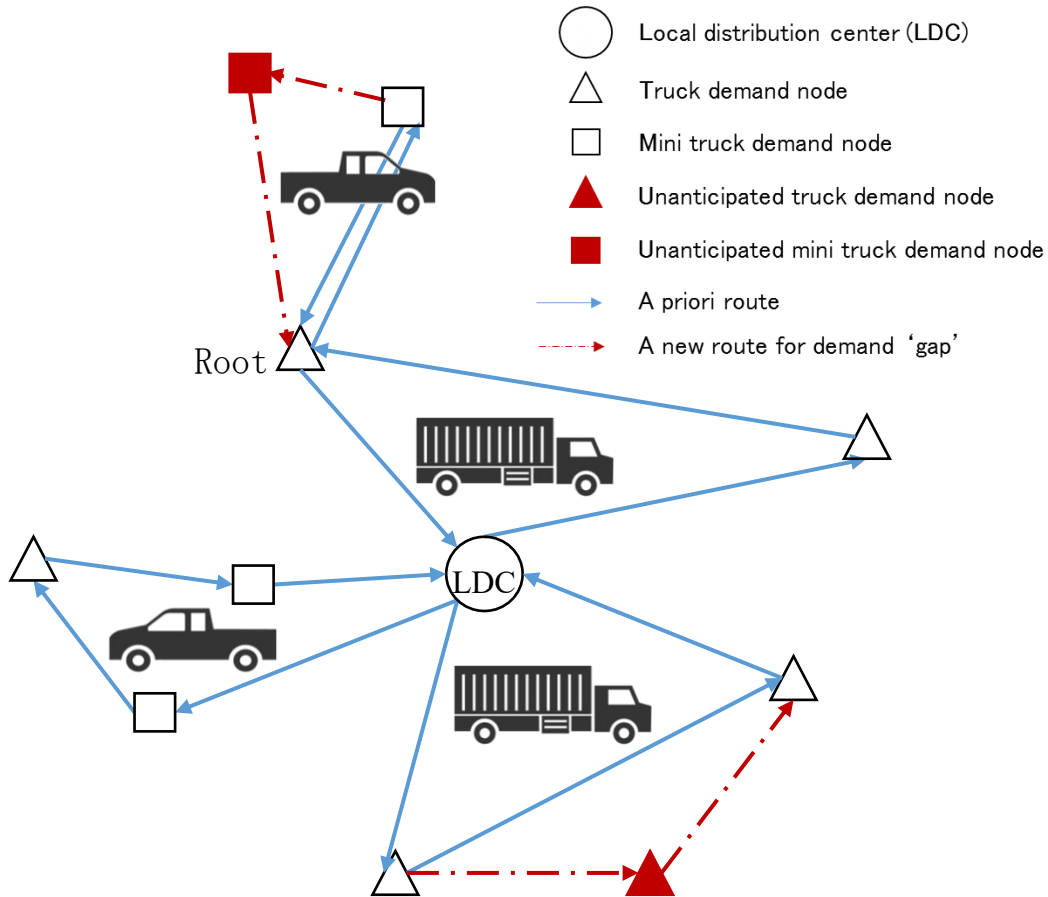 Local distribution center (LDC)
Truck demand node
Mini truck demand node
Unanticipated truck demand node
Unanticipated mini truck demand node
A priori route
A new route for demand ‘gap’
Root
LDC